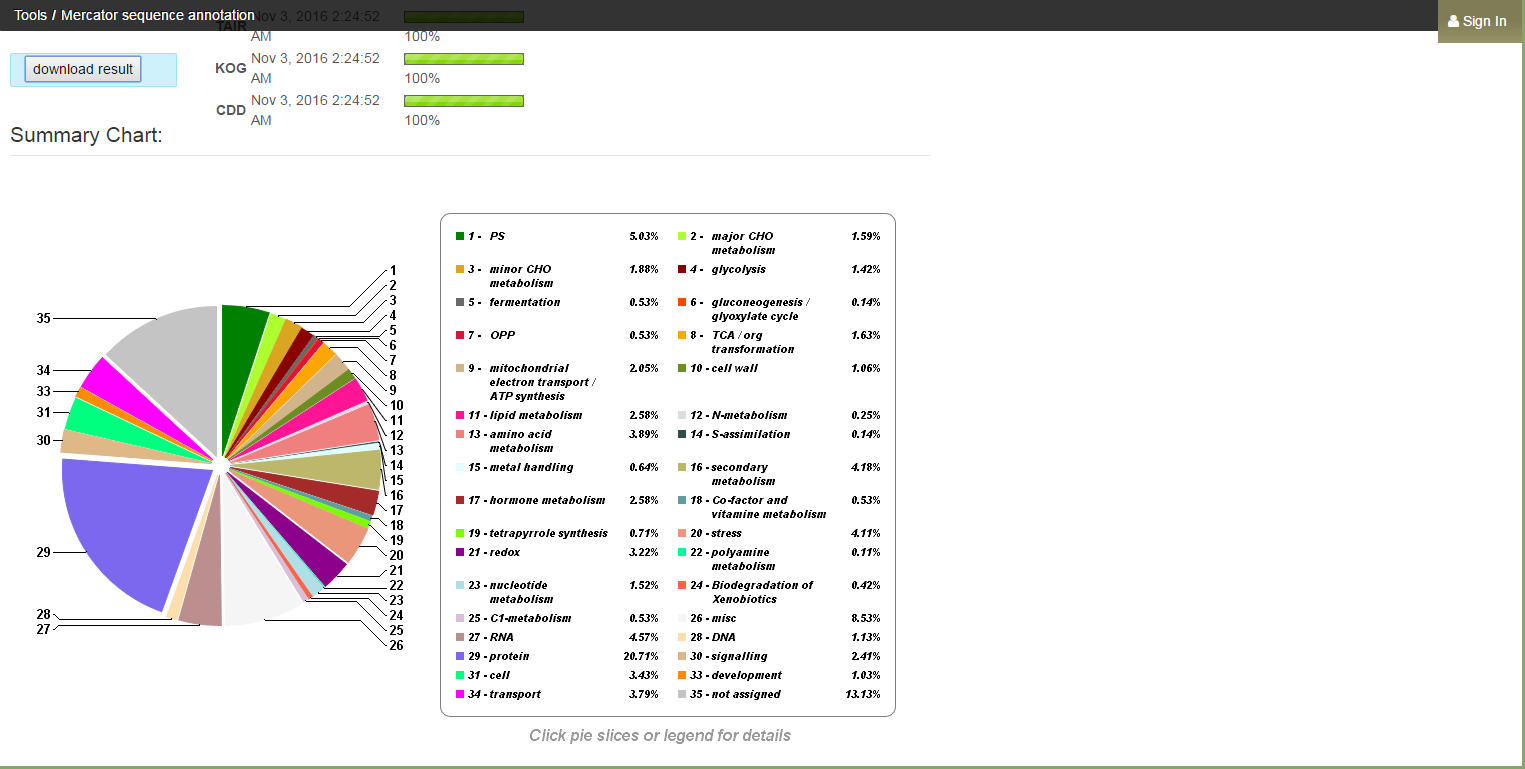 Tools / Mercator sequence annotation
Sign In
TAIR Nov 3, 2016 2:24:52
AM 100%
download result
KOG Nov 3, 2016 2:24:52
AM 100%
CDD Nov 3, 2016 2:24:52
AM 100%
Summary Chart:
1
2
3
4
5
6
7
8
9
10
11
12
13
14
15
16
17
18
19
20
21
22
23
24
25
26
35
34
33
31
30
29
28
27
1 - PS 5.03%
2 - major CHO
metabolism 1.59%
3 - minor CHO
metabolism 1.88%
4 - glycolysis 1.42%
5 - fermentation 0.53%
6 - gluconeogenesis /
glyoxylate cycle 0.14%
7 - OPP 0.53%
8 - TCA / org
transformation 1.63%
9 - mitochondrial
electron transport /
ATP synthesis 2.05%
10 - cell wall 1.06%
11 - lipid metabolism 2.58%
12 - N-metabolism 0.25%
13 - amino acid
metabolism 3.89%
14 - S-assimilation 0.14%
15 - metal handling 0.64%
16 - secondary
metabolism 4.18%
17 - hormone metabolism 2.58%
18 - Co-factor and
vitamine metabolism 0.53%
19 - tetrapyrrole synthesis 0.71%
20 - stress 4.11%
21 - redox 3.22%
22 - polyamine
metabolism 0.11%
23 - nucleotide
metabolism 1.52%
24 - Biodegradation of
Xenobiotics 0.42%
25 - C1-metabolism 0.53%
26 - misc 8.53%
27 - RNA 4.57%
28 - DNA 1.13%
29 - protein 20.71%
30 - signalling 2.41%
31 - cell 3.43%
33 - development 1.03%
34 - transport 3.79%
35 - not assigned 13.13%
Click pie slices or legend for details